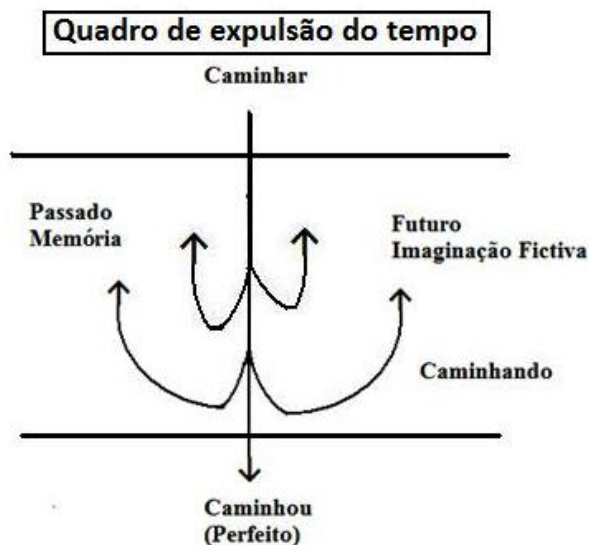 Quadro de expulsão do tempo
Caminhar
Passado
Memória
Futuro
Imaginação Fictiva
Caminhando
Caminhou
(Perfeito)